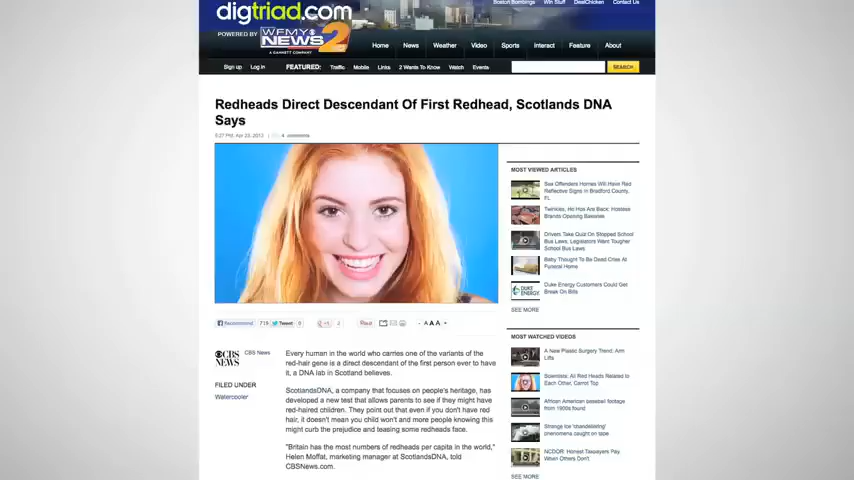 Boston Bombings Win Stuff DealChicken Contact Us
digtriad.com
POWERED BY WFMY NEWS 2
A GANNETT COMPANY
Home News Weather Video Sports Interact Feature About
Sign up Log in FEATURED: Traffic Mobile Links 2 Wants To Know Watch Events SEARCH
Redheads Direct Descendant Of First Redhead, Scotlands DNA
Says
MOST VIEWED ARTICLES
Sex Offenders Homes Will Have Red
Reflective Signs in Bradford County,
FL
Twinkies, Ho Hos Are Back: Hostess
Brands Opening Bakeries
Drivers Take Quiz On Stopped School
Bus Laws, Legislators Want Tougher
School Bus Laws
Baby Thought To Be Dead Cries At
Funeral Home
DUKE ENERGY
Duke Energy Customers Could Get
Break On Bills
SEE MORE
Recommend Tweet 0
- A A A +
MOST WATCHED VIDEOS
A New Plastic Surgery Trend: Arm
Lifts
Scientists: All Red Heads Related to
Each Other, Carrot Top
African American baseball footage
from 1900s found
phenomena caught on tape
NCDOR: Honest Taxpayers Pay
When Others Don't
SEE MORE
CBS NEWS
CBS News
FILED UNDER
Watercooler
Every human in the world who carries one of the variants of the
red-hair gene is a direct descendant of the first person ever to have
it, a DNA lab in Scotland believes.
ScotlandsDNA, a company that focuses on people's heritage, has
developed a new test that allows parents to see if they might have
red-haired children. They point out that even if you don't have red
hair, it doesn't mean you child won't and more people knowing this
might curb the prejudice and teasing some redheads face.
"Britain has the most numbers of redheads per capita in the world,"
Helen Moffat, marketing manager at ScotlandsDNA, told
CBSNews.com.